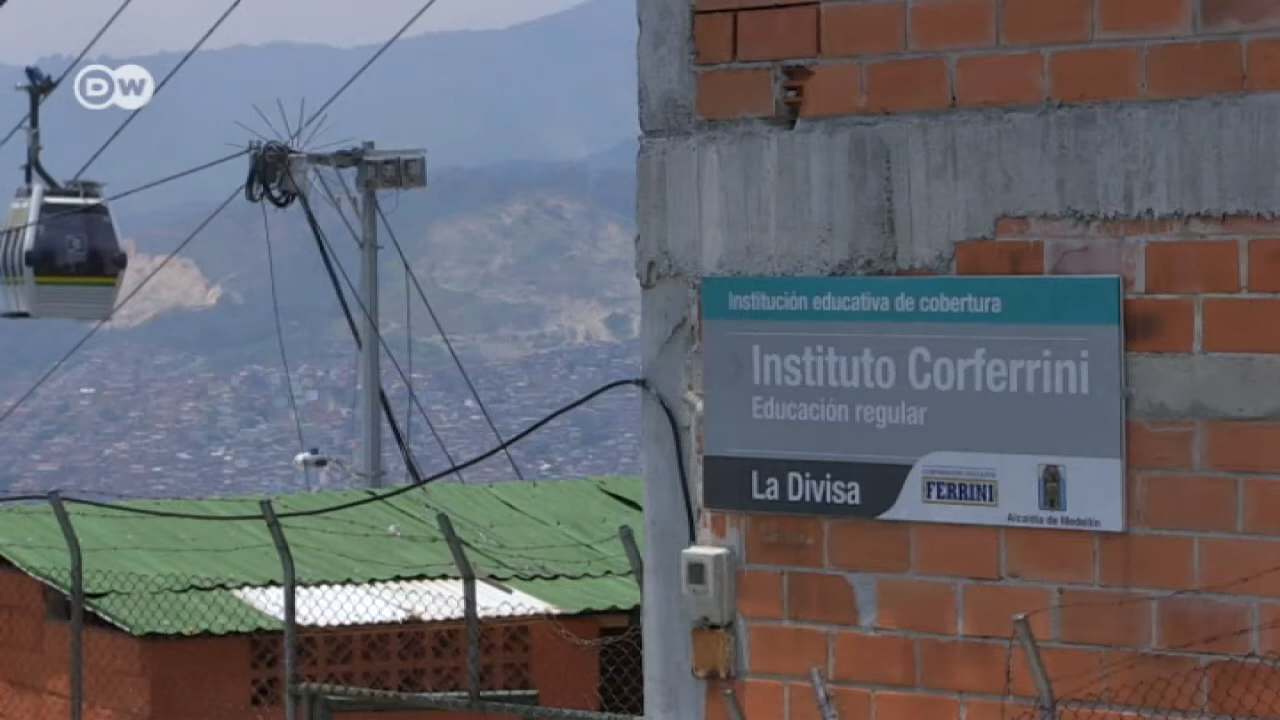 DW
Institución educativa de cobertura
Instituto Corferrini
Educación regular
La Divisa
FERRINI
Alcaldía de Medellín